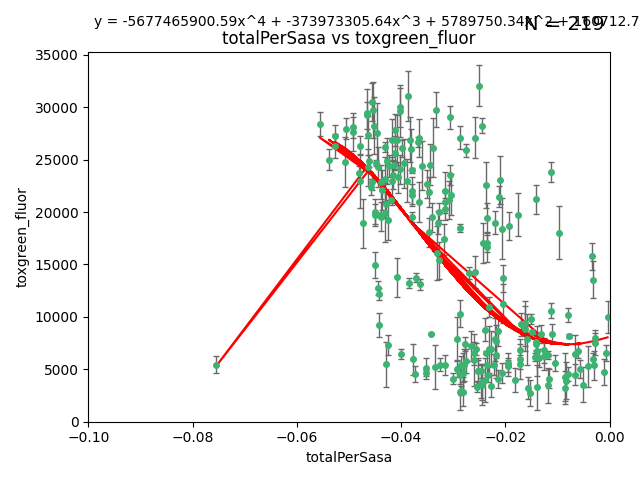 y = -5677465900.59x^4 + -373973305.64x^3 + 5789750.34x^2 +
N = 219
totalPerSasa vs toxgreen_fluor
35000
30000
25000
20000
15000
10000
5000
0
toxgreen_fluor
−0.10 −0.08 −0.06 −0.04 −0.02 0.00
totalPerSasa